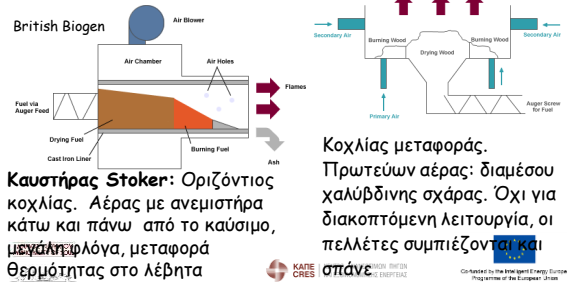 British Biogen
Air Blower
Air Chamber
Air Holes
Flames
Fuel via
Auger Feed
Drying Fuel
Cast Iron Liner
Burning Fuel
Ash
Secondary Air
Secondary Air
Burning Wood
Burning Wood
Drying Wood
Primary Air
Auger Screw
for Fuel
Καυστήρας Stoker: Οριζόντιος
κοχλίας. Αέρας με ανεμιστήρα
κάτω και πάνω από το καύσιμο,
μεγάλη φλόγα, μεταφορά
θερμότητας στο λέβητα
Κοχλίας μεταφοράς.
Πρωτεύων αέρας: διαμέσου
χαλύβδινης σχάρας. Όχι για
διακοπτόμενη λειτουργία, οι
πελλέτες συμπιέζονται και
σπάνε
ΚΑΠΕ
CRES
Co-funded by the Intelligent Energy Europe
Programme of the European Union